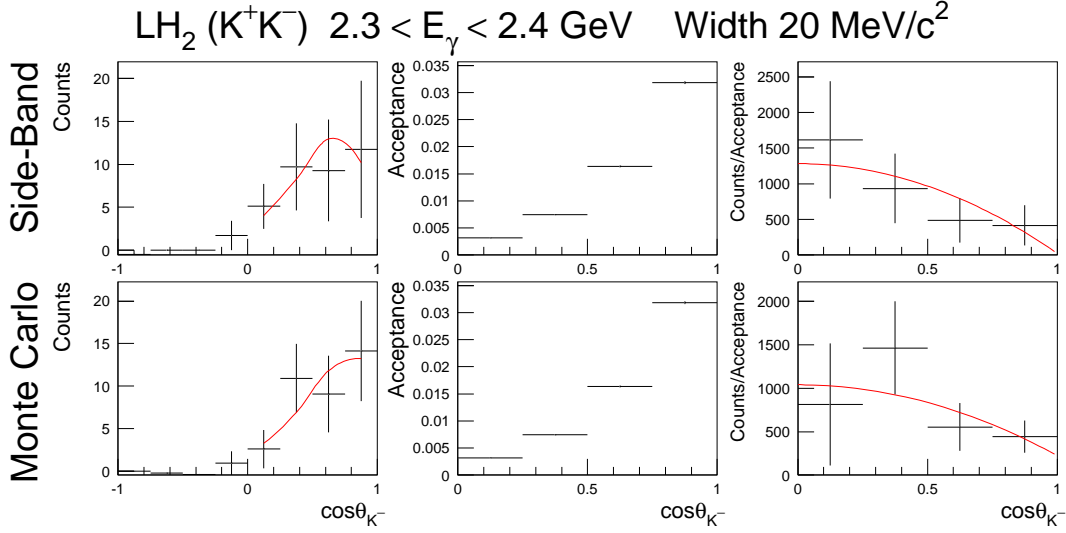 LH₂ (K⁺K⁻) 2.3 < E_γ < 2.4 GeV Width 20 MeV/c²
Side-Band
Counts
20
15
10
5
0
-1 0 1
Acceptance
0.035
0.03
0.025
0.02
0.015
0.01
0.005
0
0 0.5 1
Counts/Acceptance
2500
2000
1500
1000
500
0
0 0.5 1
Monte Carlo
Counts
20
15
10
5
0
-1 0 1
cosθ_K⁻
Acceptance
0.035
0.03
0.025
0.02
0.015
0.01
0.005
0
0 0.5 1
cosθ_K⁻
Counts/Acceptance
2000
1500
1000
500
0
0 0.5 1
cosθ_K⁻